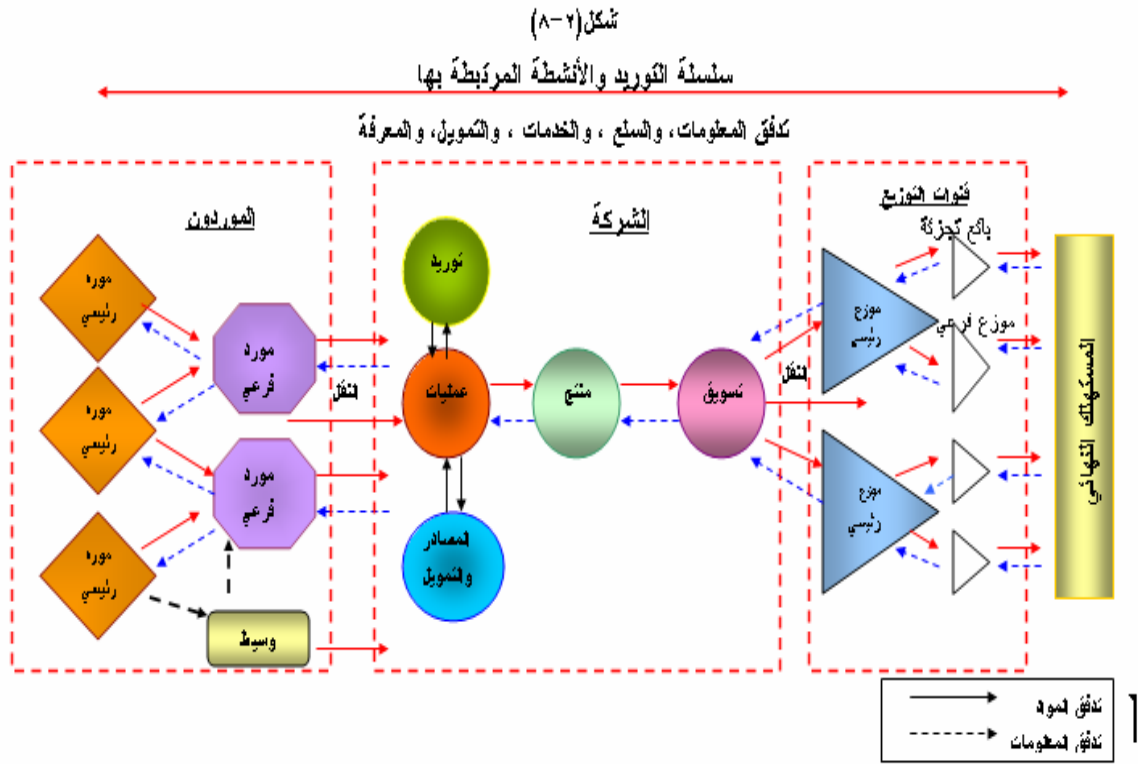 شكل(٢-٨)
سلسلة التوريد والأنشطة المرتبطة بها
تدفق المعلومات، والسلع ، والخدمات ، والتمويل، والمعرفة
الموردون
الشركة
قنوات التوزيع
بائع تجزئة
مورد
رئيسي
مورد
فرعي
النقل
مورد
رئيسي
مورد
فرعي
مورد
رئيسي
وسيط
توريد
عمليات
منتج
تسويق
المصادر
والتمويل
النقل
موزع
رئيسي
موزع فرعي
موزع
رئيسي
المستهلك النهائي
تدفق المواد
تدفق المعلومات